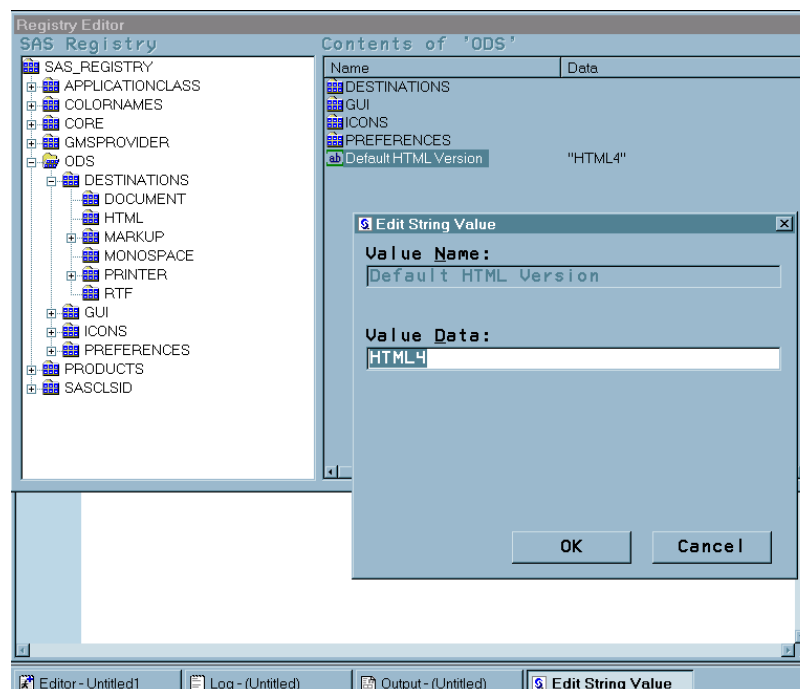 Registry Editor
SAS Registry
Contents of 'ODS'
SAS_REGISTRY
APPLICATIONCLASS
COLORNAMES
CORE
GMSPROVIDER
ODS
DESTINATIONS
DOCUMENT
HTML
MARKUP
MONOSPACE
PRINTER
RTF
GUI
ICONS
PREFERENCES
PRODUCTS
SASCLSID
Name Data
DESTINATIONS
GUI
ICONS
PREFERENCES
ab Default HTML Version "HTML4"
Edit String Value
Value Name:
Default HTML Version
Value Data:
HTML4
OK Cancel
Editor - Untitled1 Log - (Untitled) Output - (Untitled) Edit String Value